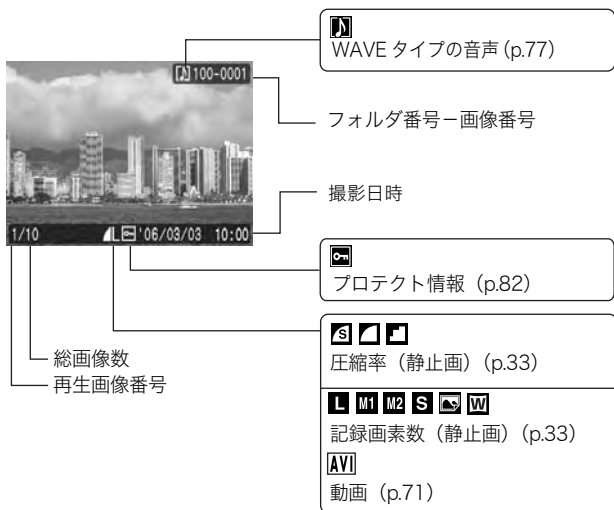 WAVE タイプの音声 (p.77)
100-0001
フォルダ番号－画像番号
撮影日時
1/10 L '06/03/03 10:00
プロテクト情報（p.82）
S
圧縮率（静止画）(p.33)
総画像数
再生画像番号
L M1 M2 S W
記録画素数（静止画）(p.33)
AVI
動画（p.71）